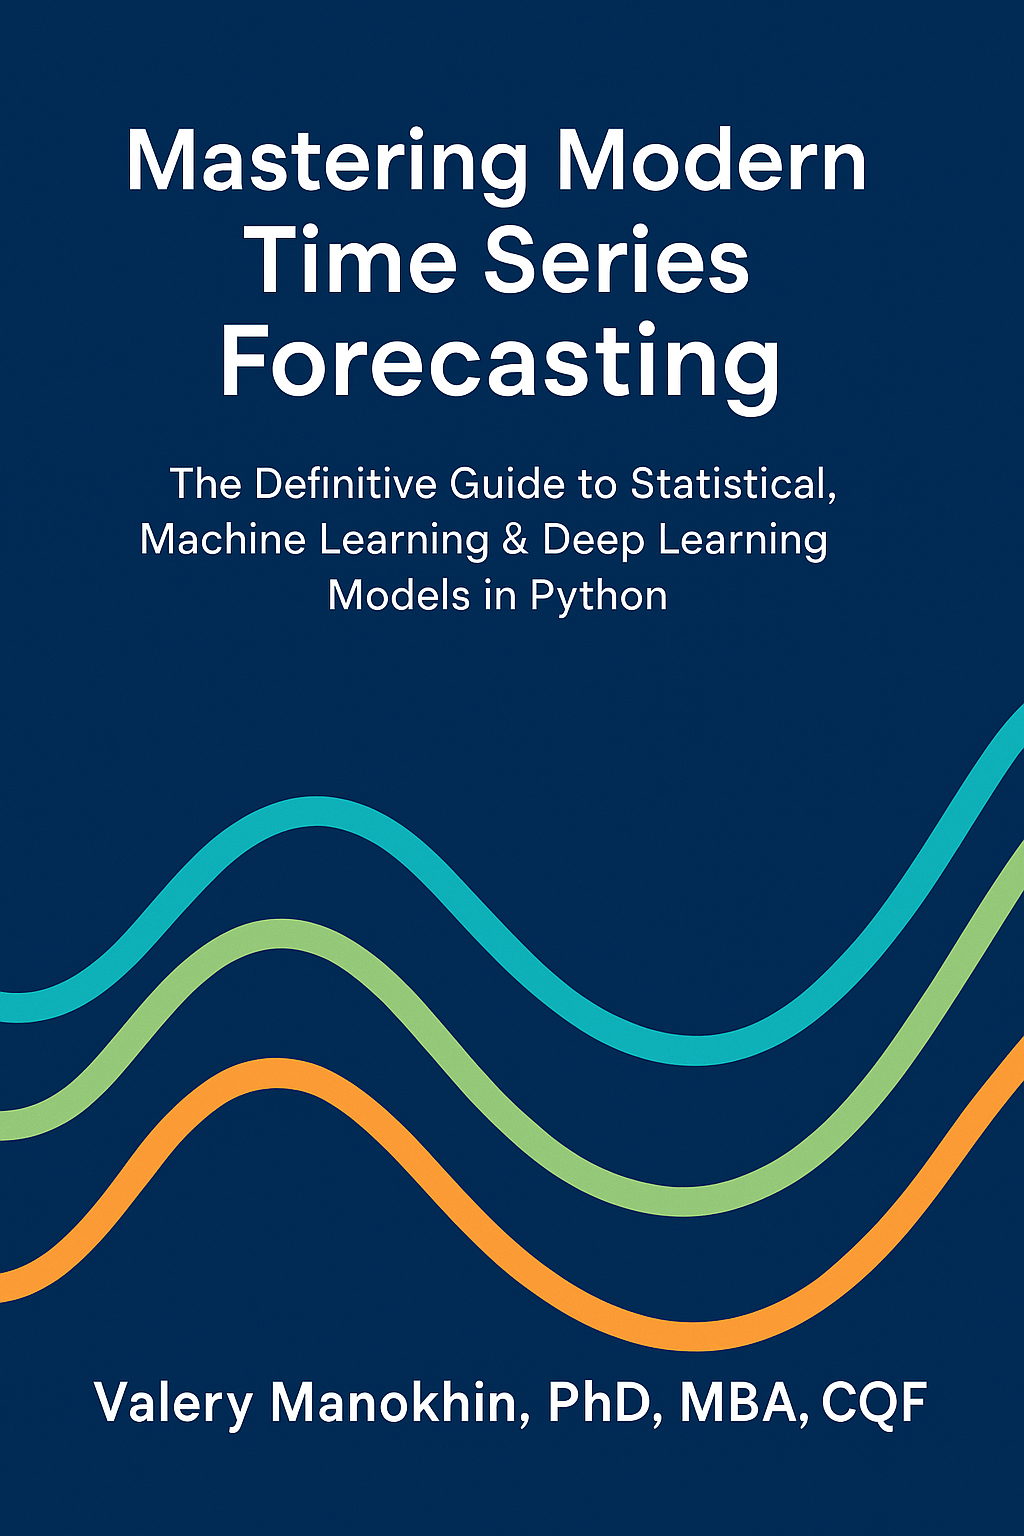 Mastering Modern
Time Series
Forecasting
The Definitive Guide to Statistical,
Machine Learning & Deep Learning
Models in Python
Valery Manokhin, PhD, MBA, CQF